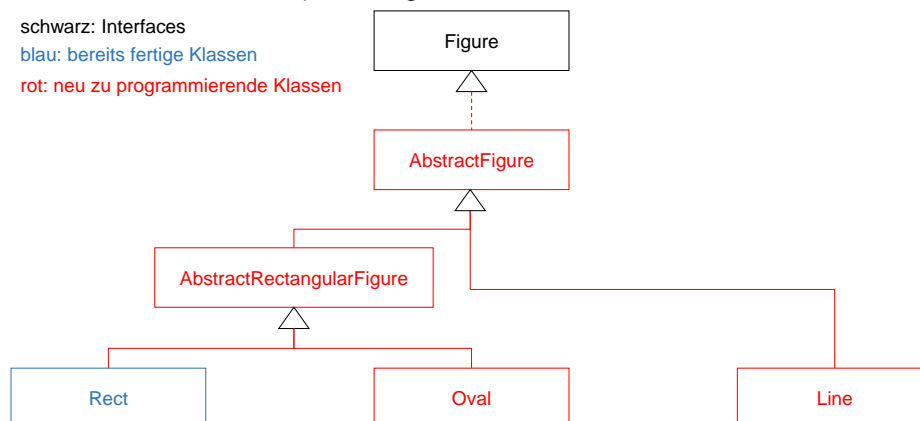 schwarz: Interfaces
blau: bereits fertige Klassen
rot: neu zu programmierende Klassen
Figure
AbstractFigure
AbstractRectangularFigure
Rect
Oval
Line